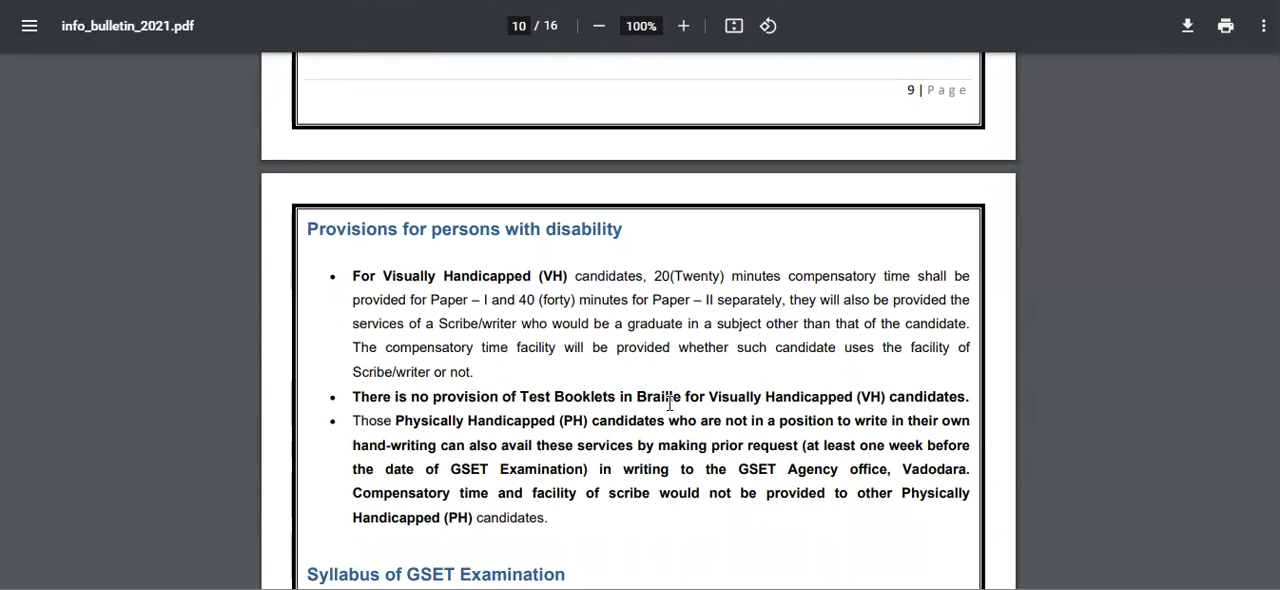 info_bulletin_2021.pdf
10 / 16
100%
9 | Page
Provisions for persons with disability
• For Visually Handicapped (VH) candidates, 20(Twenty) minutes compensatory time shall be
provided for Paper – I and 40 (forty) minutes for Paper – II separately, they will also be provided the
services of a Scribe/writer who would be a graduate in a subject other than that of the candidate.
The compensatory time facility will be provided whether such candidate uses the facility of
Scribe/writer or not.
• There is no provision of Test Booklets in Braille for Visually Handicapped (VH) candidates.
• Those Physically Handicapped (PH) candidates who are not in a position to write in their own
hand-writing can also avail these services by making prior request (at least one week before
the date of GSET Examination) in writing to the GSET Agency office, Vadodara.
Compensatory time and facility of scribe would not be provided to other Physically
Handicapped (PH) candidates.
Syllabus of GSET Examination